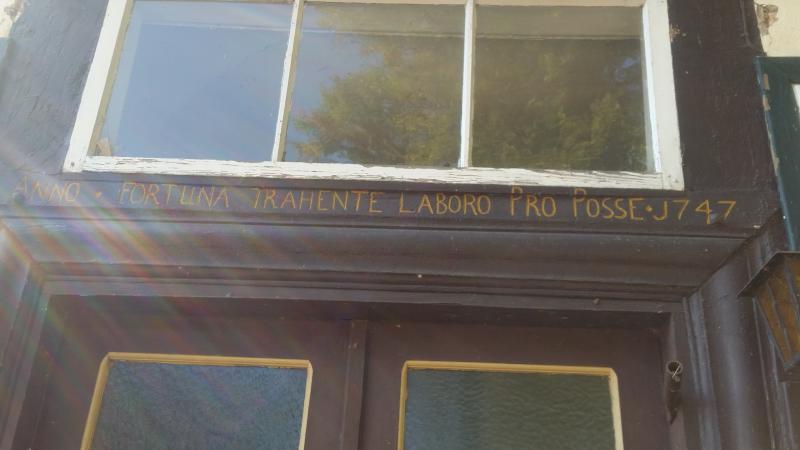 ANNO · FORTUNA TRAHENTE LABORO PRO POSSE · J747